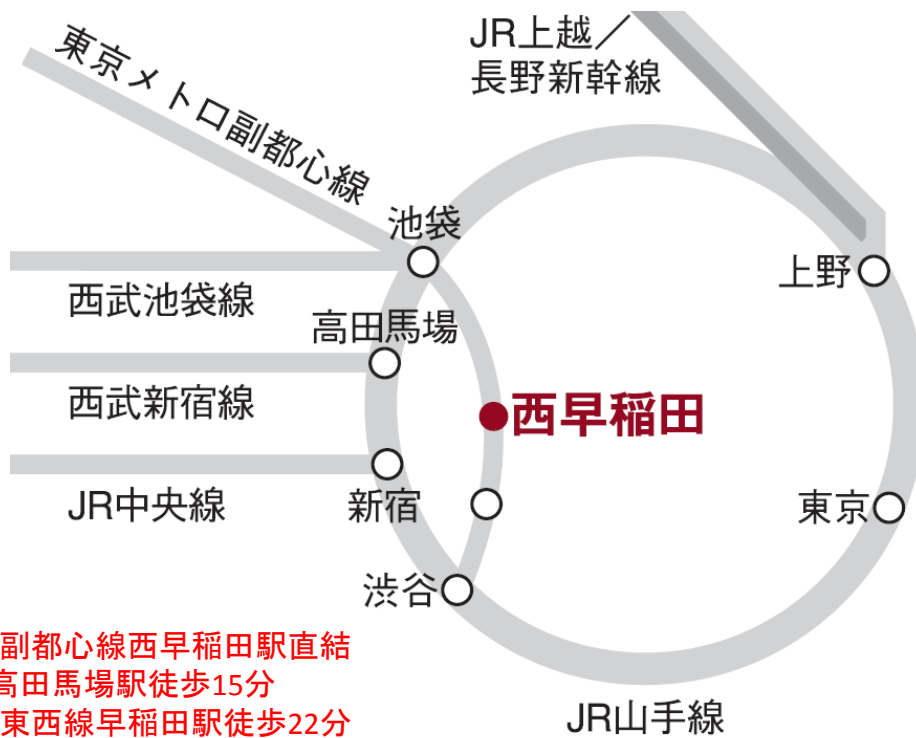 JR上越／
長野新幹線
東京メトロ副都心線
池袋
上野
西武池袋線
高田馬場
西武新宿線
西早稲田
JR中央線
新宿
東京
渋谷
副都心線西早稲田駅直結
高田馬場駅徒歩15分
東西線早稲田駅徒歩22分
JR山手線